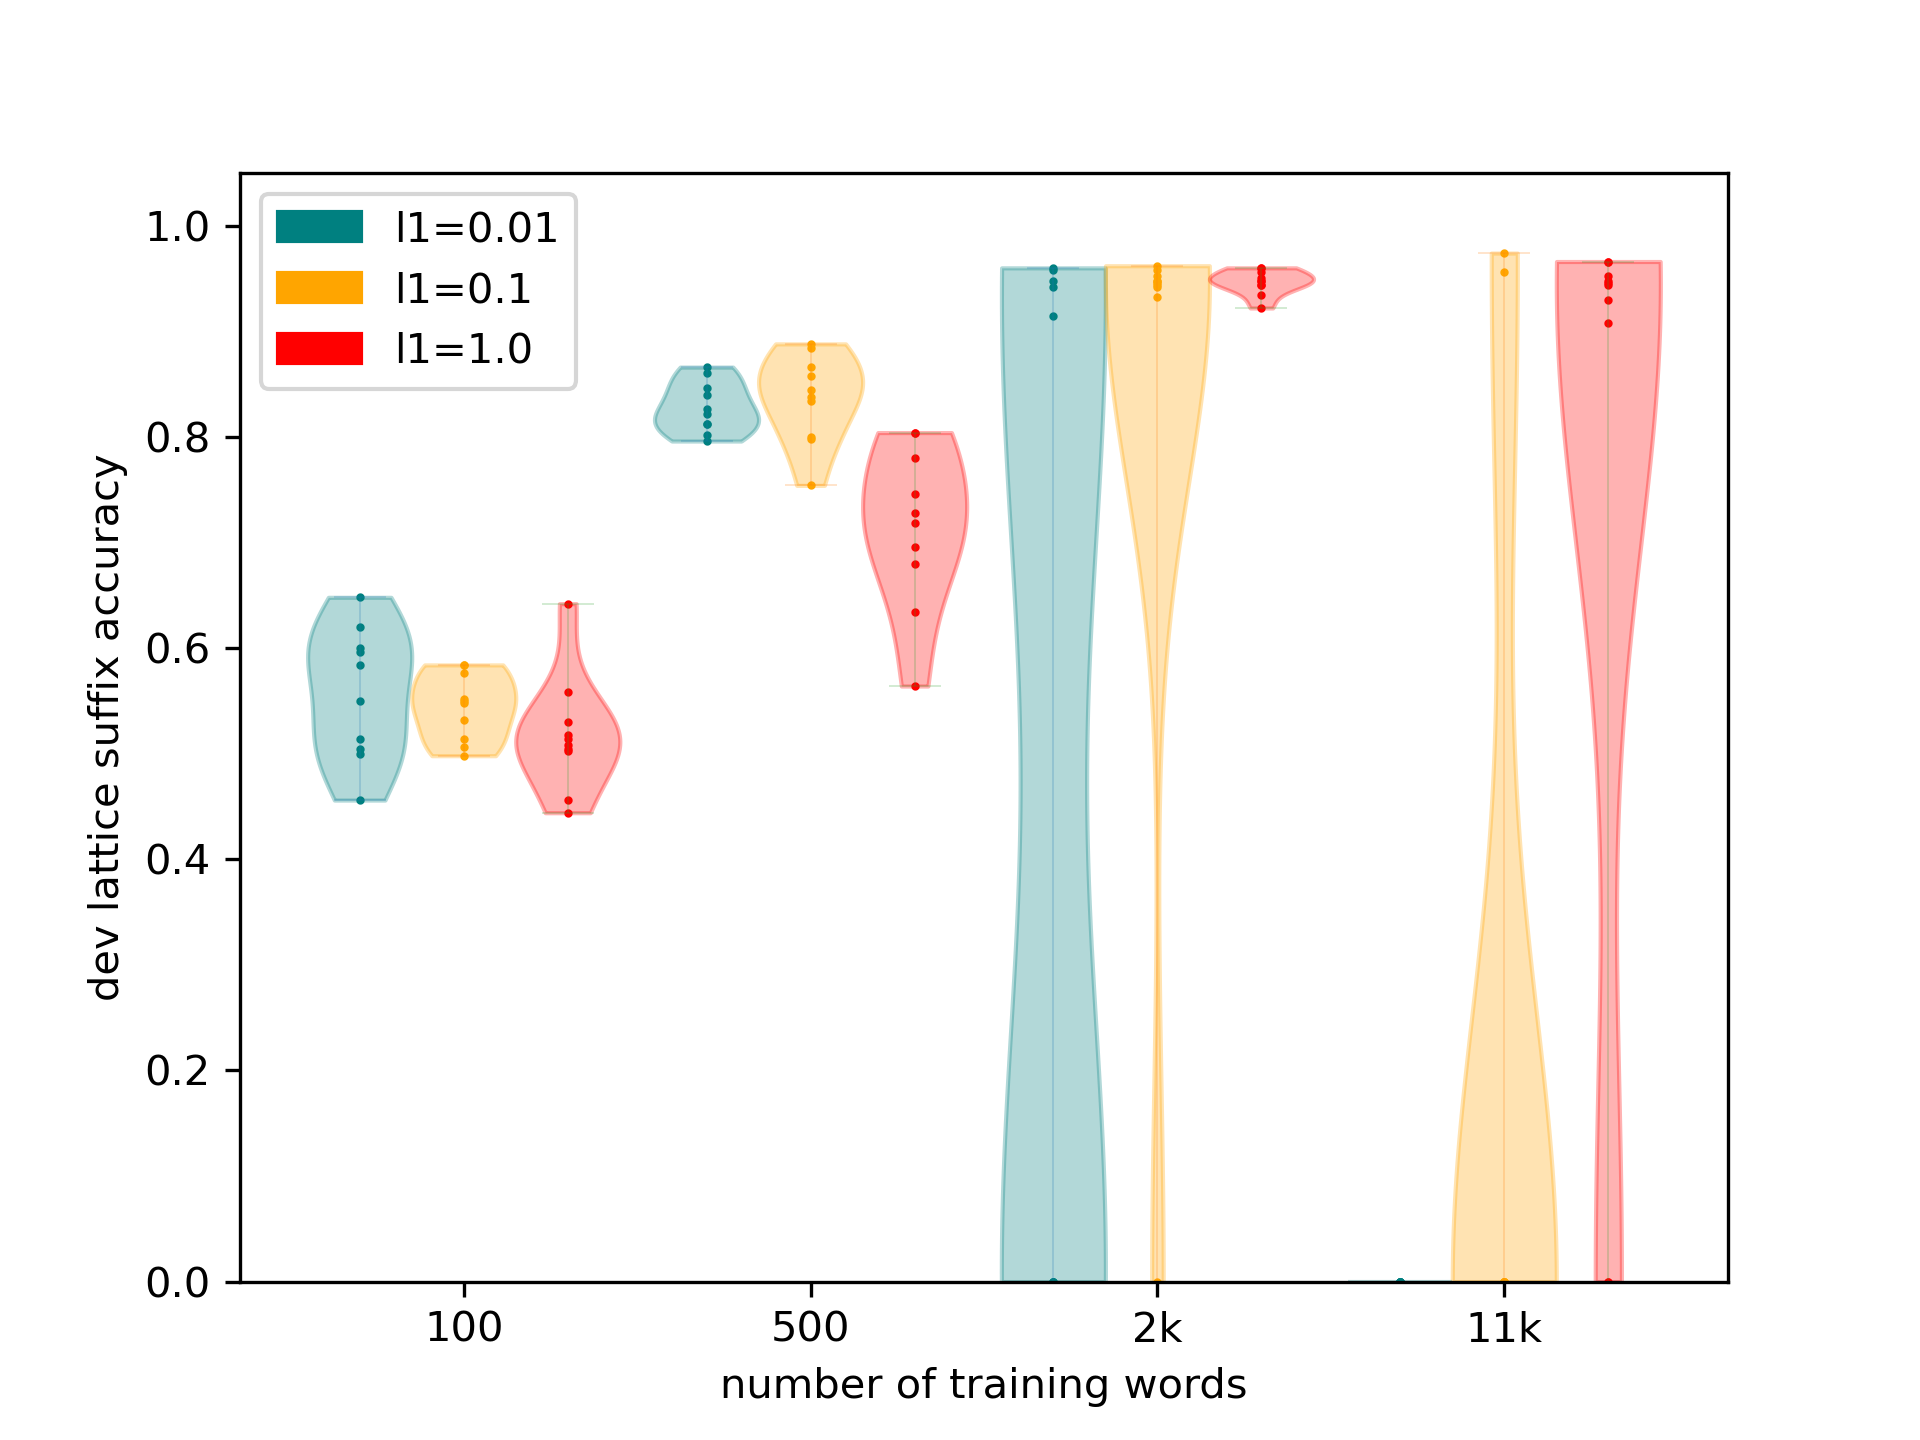 l1=0.01
l1=0.1
l1=1.0
1.0
0.8
0.6
0.4
0.2
0.0
dev lattice suffix accuracy
100 500 2k 11k
number of training words